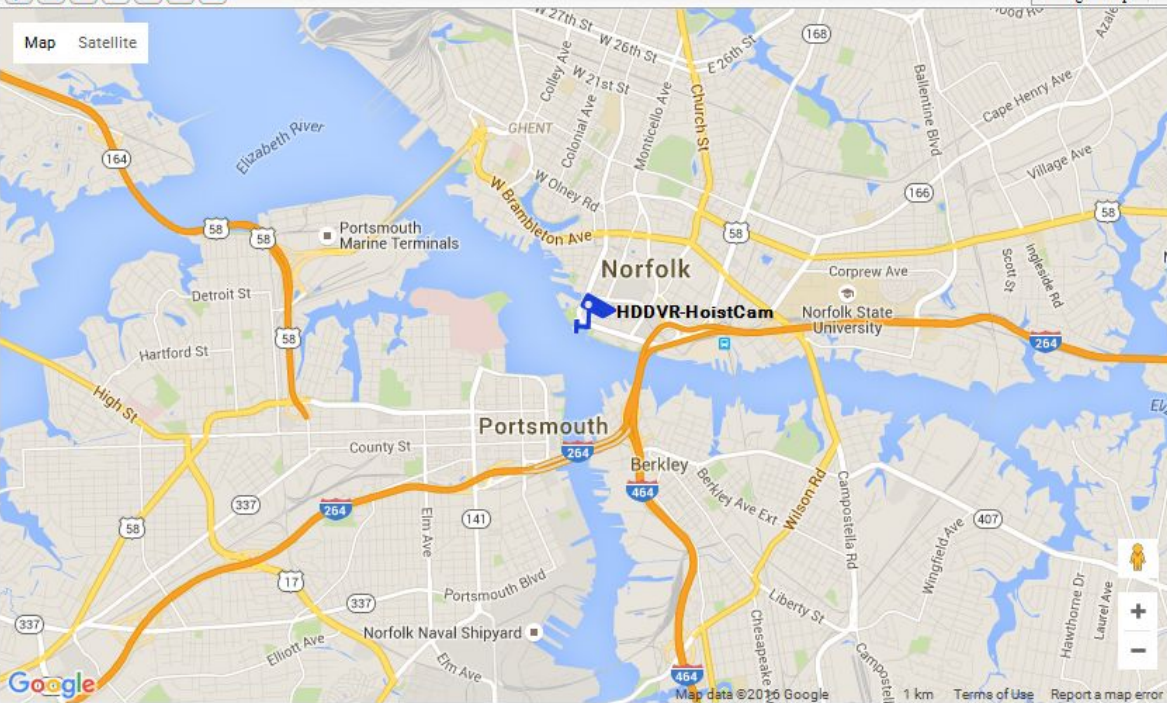 Map Satellite
W 27th St
W 26th St
E 26th St
168
W 21st St
Colley Ave
Colonial Ave
Monticello Ave
Church St
Ballentine Blvd
Cape Henry Ave
Village Ave
GHENT
Elizabeth River
164
W Olney Rd
166
W Brambleton Ave
58
58
58
58
Portsmouth
Marine Terminals
Norfolk
Corprew Ave
Scott St
Ingleside Rd
Detroit St
HDDVR-HoistCam
Norfolk State
University
58
264
Hartford St
High St
Portsmouth
County St
264
Berkley
464
Berkley Ave Ext
Wilson Rd
Campostella Rd
337
264
141
Elm Ave
407
58
Wingfield Ave
17
Portsmouth Blvd
337
Liberty St
337
Norfolk Naval Shipyard
Elliott Ave
Elm Ave
Hawthorne Dr
Laurel Ave
+
−
464
Google
Map data ©2016 Google 1 km Terms of Use Report a map error